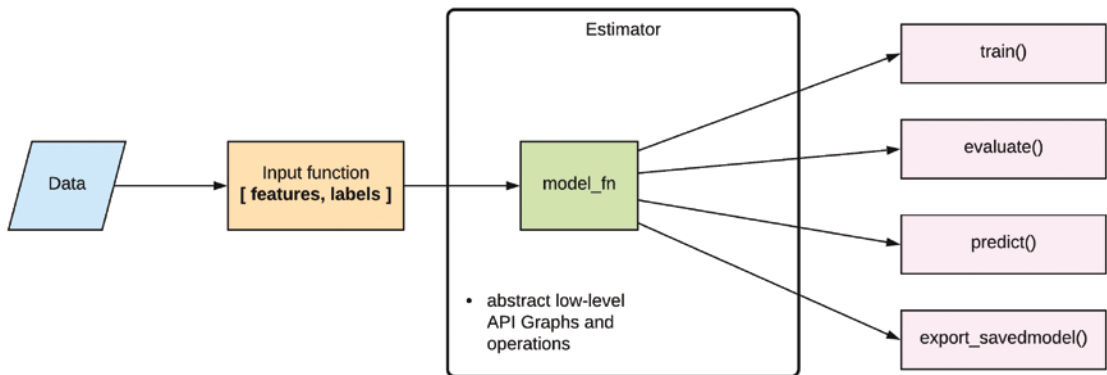 Estimator
Data
Input function
[ features, labels ]
model_fn
• abstract low-level
API Graphs and
operations
train()
evaluate()
predict()
export_savedmodel()